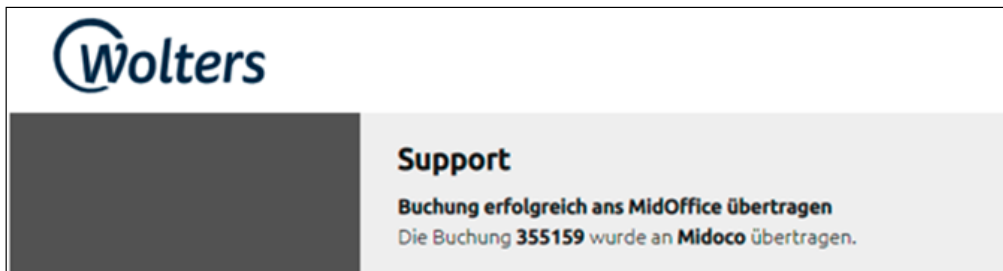 Wolters
Support
Buchung erfolgreich ans MidOffice übertragen
Die Buchung 355159 wurde an Midoco übertragen.